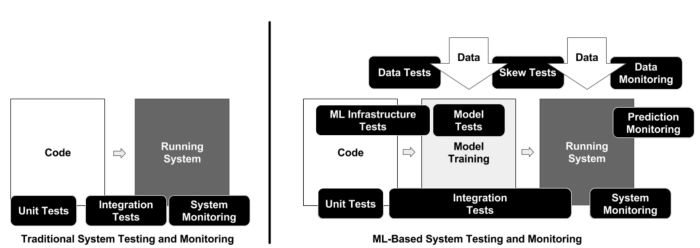 Code
Running
System
Unit Tests
Integration
Tests
System
Monitoring
Traditional System Testing and Monitoring
Data
Data
Data Tests
Skew Tests
Data
Monitoring
ML Infrastructure
Tests
Model
Tests
Prediction
Monitoring
Code
Model
Training
Running
System
Unit Tests
Integration
Tests
System
Monitoring
ML-Based System Testing and Monitoring